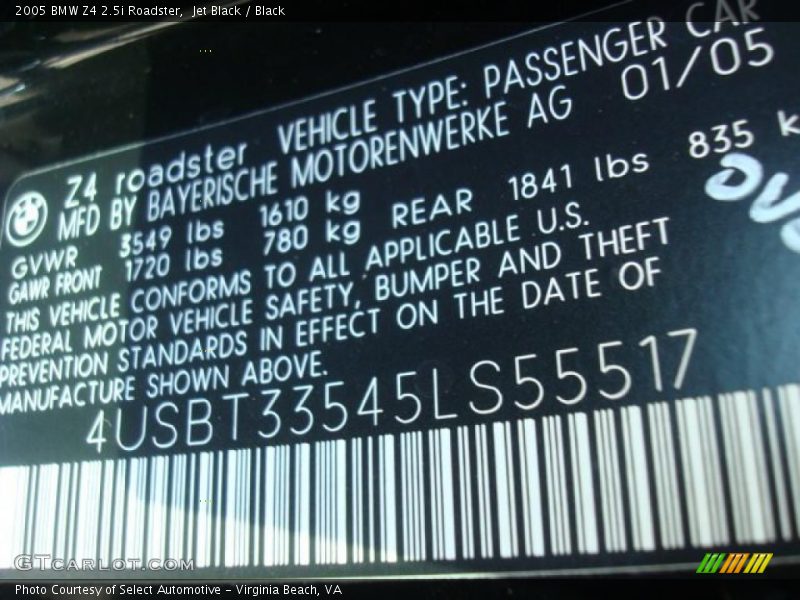 2005 BMW Z4 2.5i Roadster, Jet Black / Black
Z4 roadster VEHICLE TYPE: PASSENGER CAR
MFD BY BAYERISCHE MOTORENWERKE AG 01/05
GVWR 3549 lbs 1610 kg
GAWR FRONT 1720 lbs 780 kg REAR 1841 lbs 835 k
THIS VEHICLE CONFORMS TO ALL APPLICABLE U.S.
FEDERAL MOTOR VEHICLE SAFETY, BUMPER AND THEFT
PREVENTION STANDARDS IN EFFECT ON THE DATE OF
MANUFACTURE SHOWN ABOVE.
4USBT33545LS55517
GTcarlot.com
Photo Courtesy of Select Automotive - Virginia Beach, VA